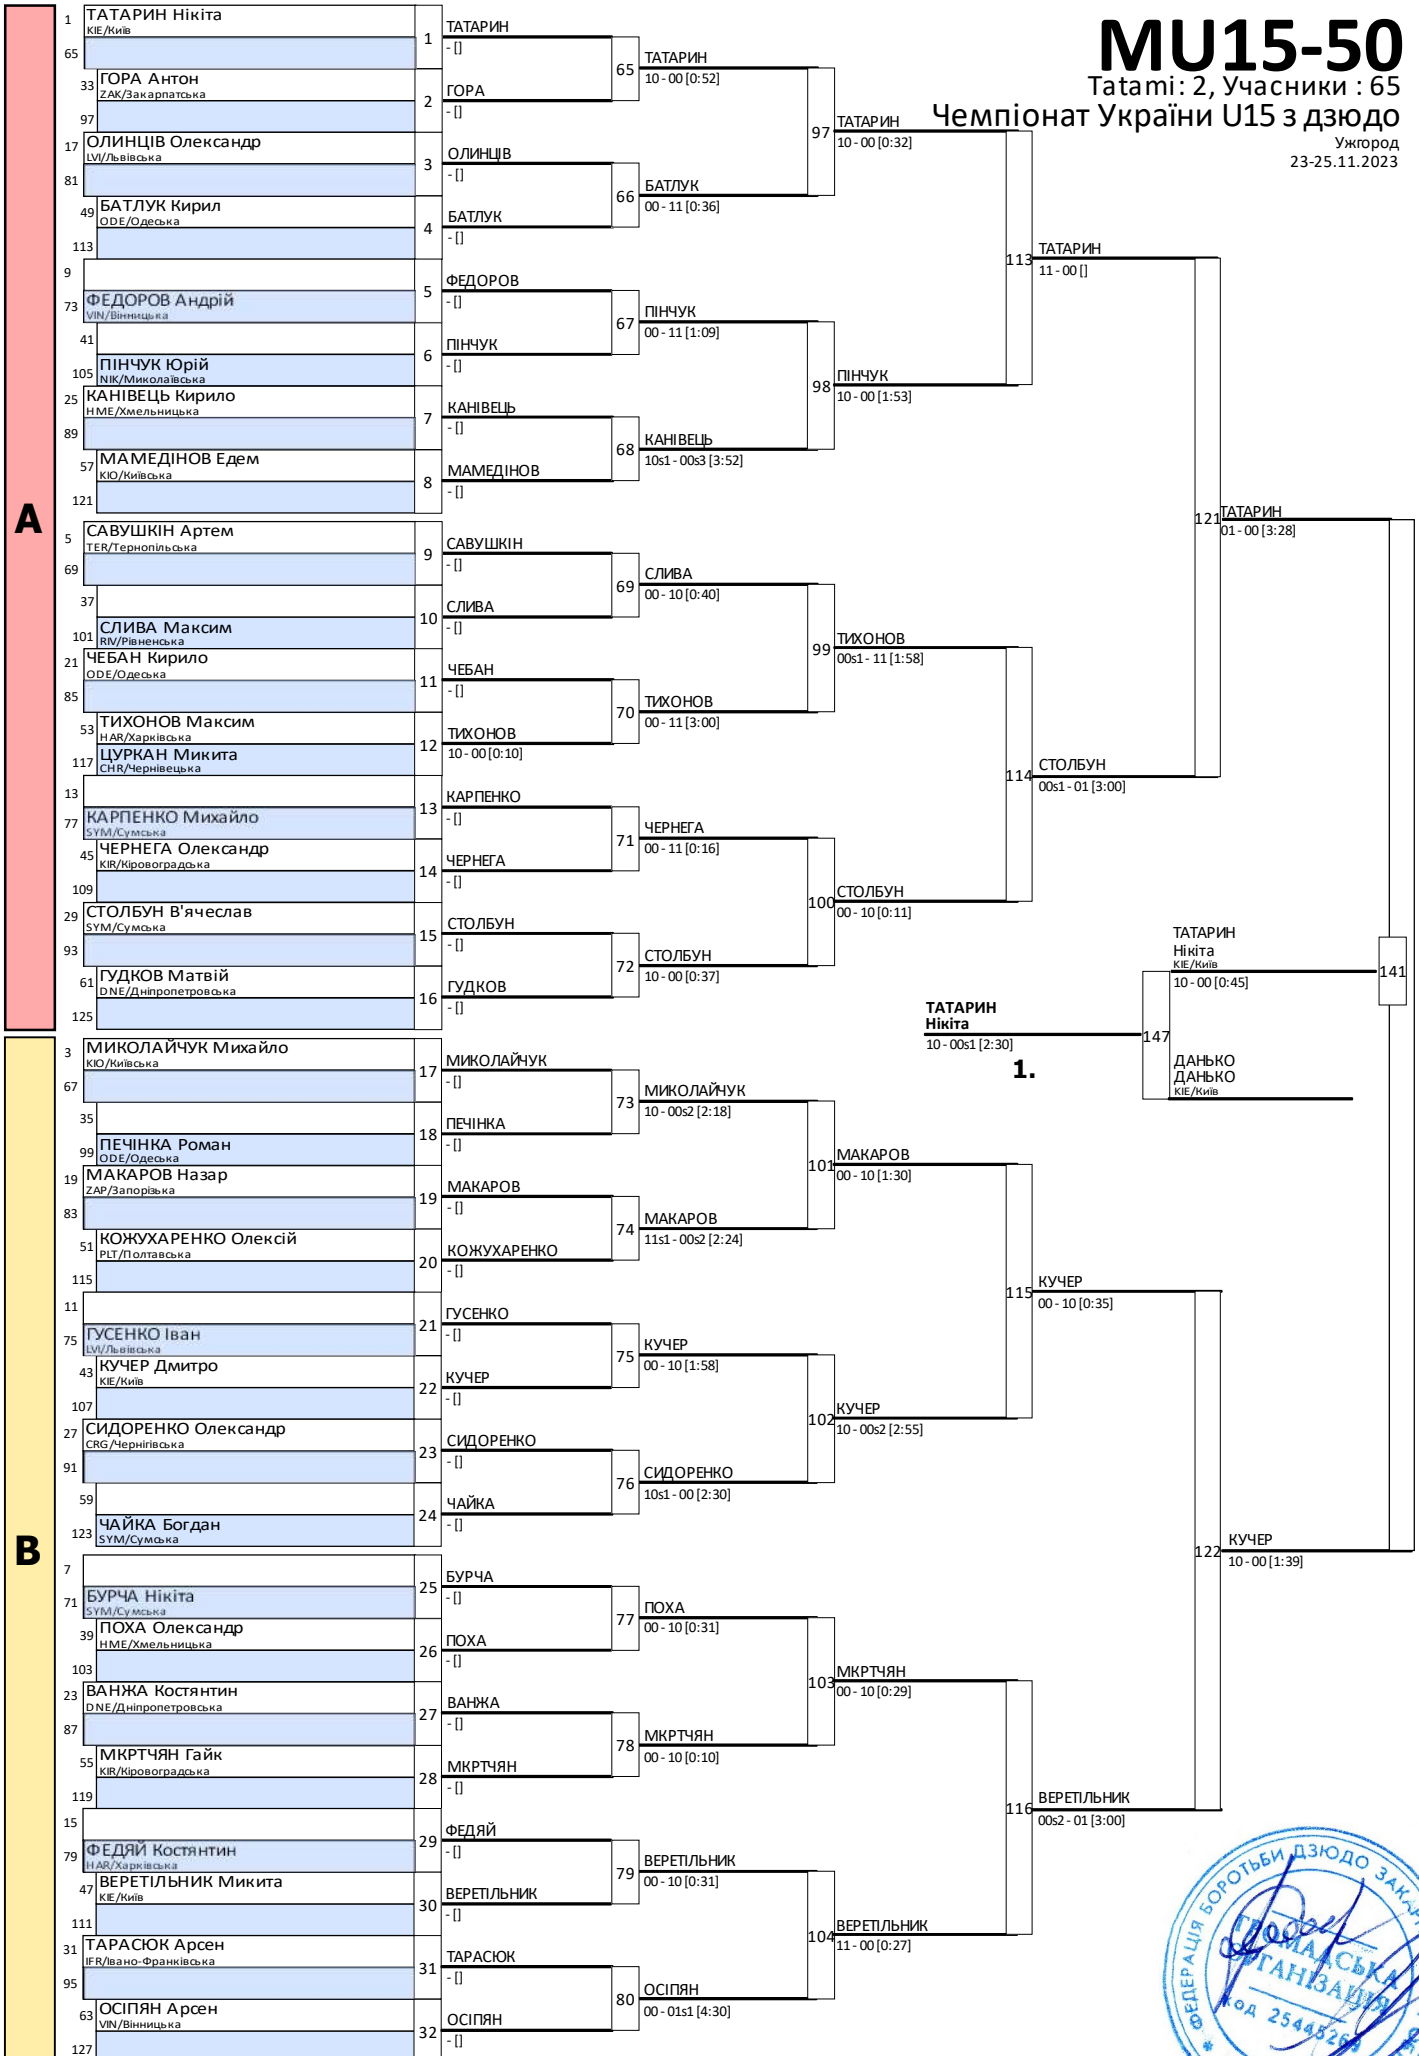 MU15-50
Tatami: 2, Учасники : 65
Чемпіонат України U15 з дзюдо
Ужгород
23-25.11.2023
A
1 ТАТАРИН Нікіта
KIE/Київ
65
1
33 ГОРА Антон
ZAK/Закарпатська
97
2
17 ОЛИНЦІВ Олександр
LVI/Львівська
81
3
49 БАТЛУК Кирил
ODE/Одеська
113
4
9
73 ФЕДОРОВ Андрій
VIN/Вінницька
5
41
105 ПІНЧУК Юрій
NIK/Миколаївська
6
25 КАНІВЕЦЬ Кирило
HME/Хмельницька
89
7
57 МАМЕДІНОВ Едем
KIO/Київська
121
8
5 САВУШКІН Артем
TER/Тернопільська
69
9
37
101 СЛИВА Максим
RIV/Рівненська
10
21 ЧЕБАН Кирило
ODE/Одеська
85
11
53 ТИХОНОВ Максим
HAR/Харківська
117 ЦУРКАН Микита
CHR/Чернівецька
12
13
77 КАРПЕНКО Михайло
SYM/Сумська
13
45 ЧЕРНЕГА Олександр
KIR/Кіровоградська
109
14
29 СТОЛБУН В'ячеслав
SYM/Сумська
93
15
61 ГУДКОВ Матвій
DNE/Дніпропетровська
125
16
B
3 МИКОЛАЙЧУК Михайло
KIO/Київська
67
17
35
99 ПЕЧІНКА Роман
ODE/Одеська
18
19 МАКАРОВ Назар
ZAP/Запорізька
83
19
51 КОЖУХАРЕНКО Олексій
PLT/Полтавська
115
20
11
75 ГУСЕНКО Іван
LVI/Львівська
21
43 КУЧЕР Дмитро
KIE/Київ
107
22
27 СИДОРЕНКО Олександр
CRG/Чернігівська
91
23
59
123 ЧАЙКА Богдан
SYM/Сумська
24
7
71 БУРЧА Нікіта
SYM/Сумська
25
39 ПОХА Олександр
HME/Хмельницька
103
26
23 ВАНЖА Костянтин
DNE/Дніпропетровська
87
27
55 МКРТЧЯН Гайк
KIR/Кіровоградська
119
28
15
79 ФЕДЯЙ Костянтин
HAR/Харківська
29
47 ВЕРЕТІЛЬНИК Микита
KIE/Київ
111
30
31 ТАРАСЮК Арсен
IFR/Івано-Франківська
95
31
63 ОСІПЯН Арсен
VIN/Вінницька
127
32
ТАТАРИН
- []
ГОРА
- []
ОЛИНЦІВ
- []
БАТЛУК
- []
ФЕДОРОВ
- []
ПІНЧУК
- []
КАНІВЕЦЬ
- []
МАМЕДІНОВ
- []
САВУШКІН
- []
СЛИВА
- []
ЧЕБАН
- []
ТИХОНОВ
10 - 00 [0:10]
КАРПЕНКО
- []
ЧЕРНЕГА
- []
СТОЛБУН
- []
ГУДКОВ
- []
МИКОЛАЙЧУК
- []
ПЕЧІНКА
- []
МАКАРОВ
- []
КОЖУХАРЕНКО
- []
ГУСЕНКО
- []
КУЧЕР
- []
СИДОРЕНКО
- []
ЧАЙКА
- []
БУРЧА
- []
ПОХА
- []
ВАНЖА
- []
МКРТЧЯН
- []
ФЕДЯЙ
- []
ВЕРЕТІЛЬНИК
- []
ТАРАСЮК
- []
ОСІПЯН
- []
65 ТАТАРИН
10 - 00 [0:52]
66 БАТЛУК
00 - 11 [0:36]
67 ПІНЧУК
00 - 11 [1:09]
68 КАНІВЕЦЬ
10s1 - 00s3 [3:52]
69 СЛИВА
00 - 10 [0:40]
70 ТИХОНОВ
00 - 11 [3:00]
71 ЧЕРНЕГА
00 - 11 [0:16]
72 СТОЛБУН
10 - 00 [0:37]
73 МИКОЛАЙЧУК
10 - 00s2 [2:18]
74 МАКАРОВ
11s1 - 00s2 [2:24]
75 КУЧЕР
00 - 10 [1:58]
76 СИДОРЕНКО
10s1 - 00 [2:30]
77 ПОХА
00 - 10 [0:31]
78 МКРТЧЯН
00 - 10 [0:10]
79 ВЕРЕТІЛЬНИК
00 - 10 [0:31]
80 ОСІПЯН
00 - 01s1 [4:30]
97 ТАТАРИН
10 - 00 [0:32]
98 ПІНЧУК
10 - 00 [1:53]
99 ТИХОНОВ
00s1 - 11 [1:58]
100 СТОЛБУН
00 - 10 [0:11]
101 МАКАРОВ
00 - 10 [1:30]
102 КУЧЕР
10 - 00s2 [2:55]
103 МКРТЧЯН
00 - 10 [0:29]
104 ВЕРЕТІЛЬНИК
11 - 00 [0:27]
113 ТАТАРИН
11 - 00 []
114 СТОЛБУН
00s1 - 01 [3:00]
115 КУЧЕР
00 - 10 [0:35]
116 ВЕРЕТІЛЬНИК
00s2 - 01 [3:00]
121 ТАТАРИН
01 - 00 [3:28]
122 КУЧЕР
10 - 00 [1:39]
141
ТАТАРИН
Нікіта
KIE/Київ
10 - 00 [0:45]
147
ТАТАРИН
Нікіта
10 - 00s1 [2:30]
1.
ДАНЬКО
ДАНЬКО
KIE/Київ
* ФЕДЕРАЦІЯ БОРОТЬБИ ДЗЮДО
ГРОМАДСЬКА
ОРГАНІЗАЦІЯ
код 25445269